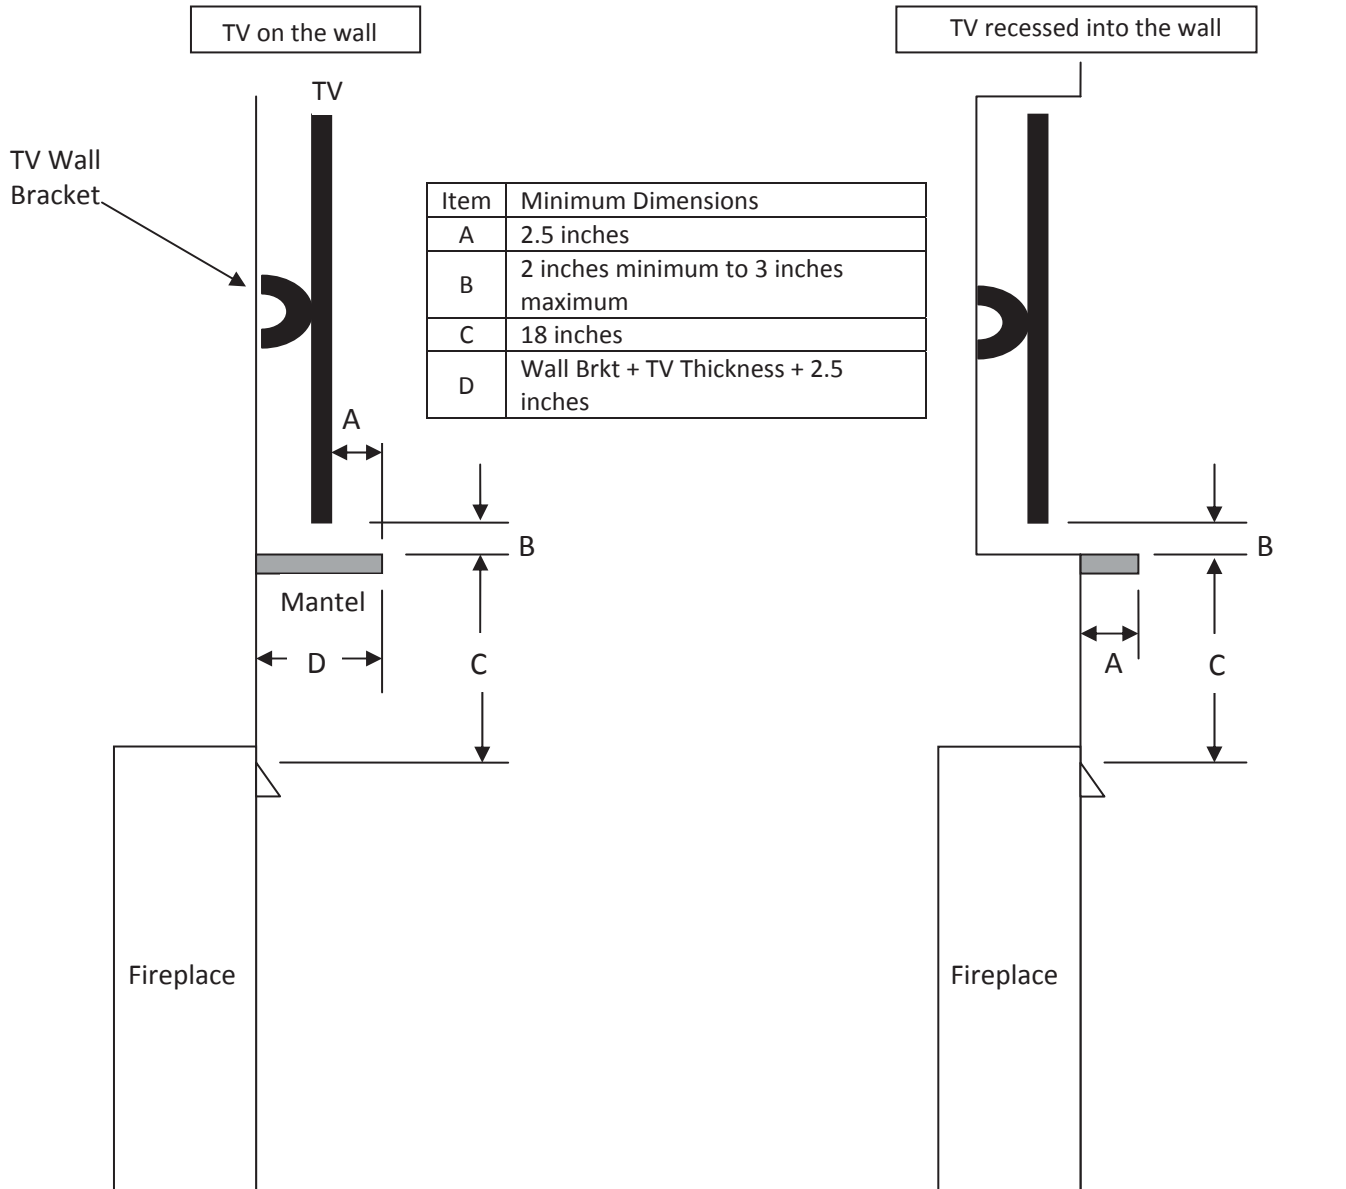 TV on the wall
TV recessed into the wall
TV
TV Wall
Bracket
Item Minimum Dimensions
A 2.5 inches
B 2 inches minimum to 3 inches
maximum
C 18 inches
D Wall Brkt + TV Thickness + 2.5
inches
A
B
Mantel
D
C
B
A
C
Fireplace
Fireplace